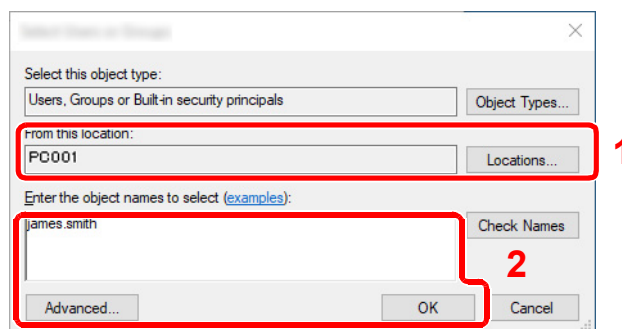 Select this object type:
Users, Groups or Built-in security principals
Object Types...
From this location:
PC001
Locations...
1
Enter the object names to select (examples):
james.smith
Check Names
2
Advanced...
OK
Cancel